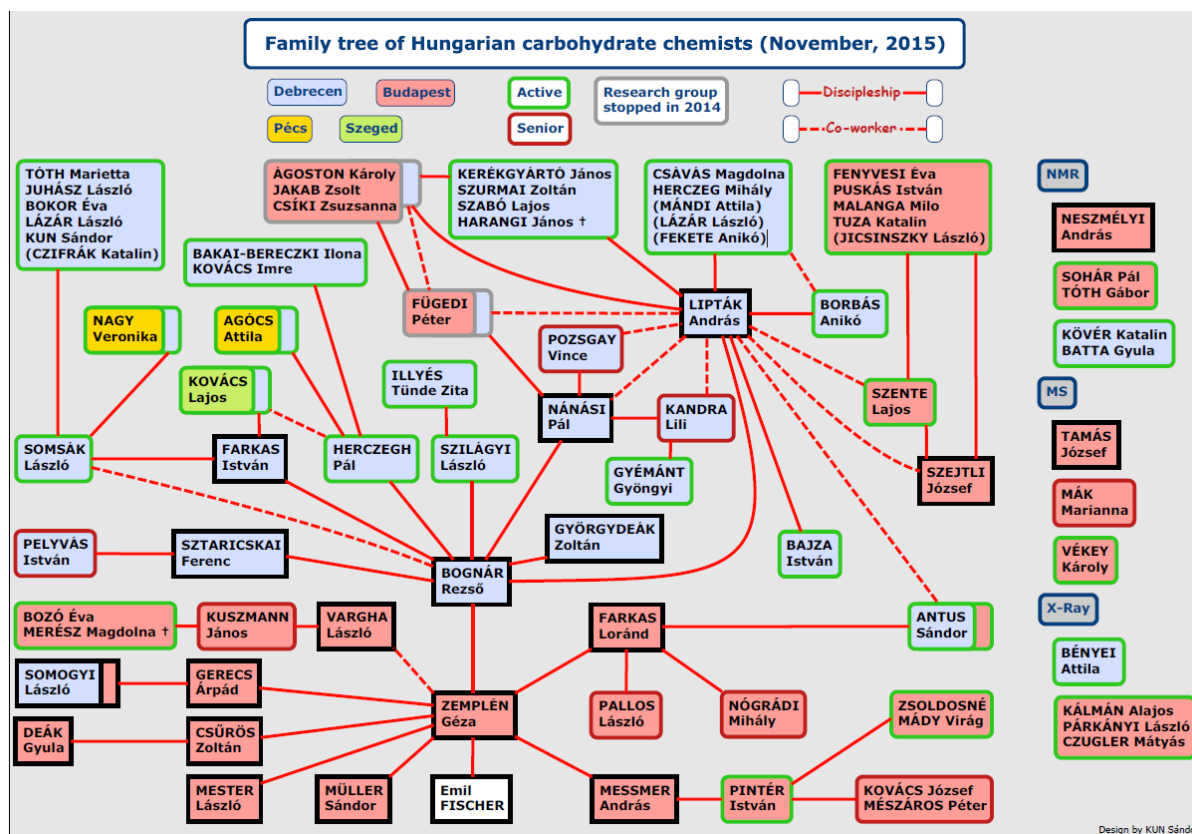 Family tree of Hungarian carbohydrate chemists (November, 2015)
Debrecen
Budapest
Active
Research group
stopped in 2014
Discipleship
Pécs
Szeged
Senior
Co-worker
TÓTH Marietta
JUHÁSZ László
BOKOR Éva
LÁZÁR László
KUN Sándor
(CZIFRÁK Katalin)
ÁGOSTON Károly
JAKAB Zsolt
CSÍKI Zsuzsanna
KERÉKGYÁRTÓ János
SZURMAI Zoltán
SZABÓ Lajos
HARANGI János †
CSÁVÁS Magdolna
HERCZEG Mihály
(MÁNDI Attila)
(LÁZÁR László)
(FEKETE Anikó)
FENYVESI Éva
PUSKÁS István
MALANGA Milo
TUZA Katalin
(JICSINSZKY László)
NMR
NESZMÉLYI
András
BAKAI-BERECZKI Ilona
KOVÁCS Imre
SOHÁR Pál
TÓTH Gábor
NAGY
Veronika
AGÓCS
Attila
FÜGEDI
Péter
LIPTÁK
András
BORBÁS
Anikó
KÖVÉR Katalin
BATTA Gyula
POZSGAY
Vince
KOVÁCS
Lajos
ILLYÉS
Tünde Zita
NÁNÁSI
Pál
KANDRA
Lili
SZENTE
Lajos
MS
SOMSÁK
László
FARKAS
István
HERCZEGH
Pál
SZILÁGYI
László
GYÉMÁNT
Gyöngyi
SZEJTLI
József
TAMÁS
József
MÁK
Marianna
PELYVÁS
István
SZTARICSKAI
Ferenc
GYÖRGYDEÁK
Zoltán
BOGNÁR
Rezső
BAJZA
István
VÉKEY
Károly
X-Ray
BOZÓ Éva
MERÉSZ Magdolna †
KUSZMANN
János
VARGHA
László
FARKAS
Loránd
ANTUS
Sándor
BÉNYEI
Attila
SOMOGYI
László
GERECS
Árpád
ZEMPLÉN
Géza
PALLOS
László
NÓGRÁDI
Mihály
ZSOLDOSNÉ
MÁDY Virág
KÁLMÁN Alajos
PÁRKÁNYI László
CZUGLER Mátyás
DEÁK
Gyula
CSŰRÖS
Zoltán
MESTER
László
MÜLLER
Sándor
Emil
FISCHER
MESSMER
András
PINTÉR
István
KOVÁCS József
MÉSZÁROS Péter
Design by KUN Sándor